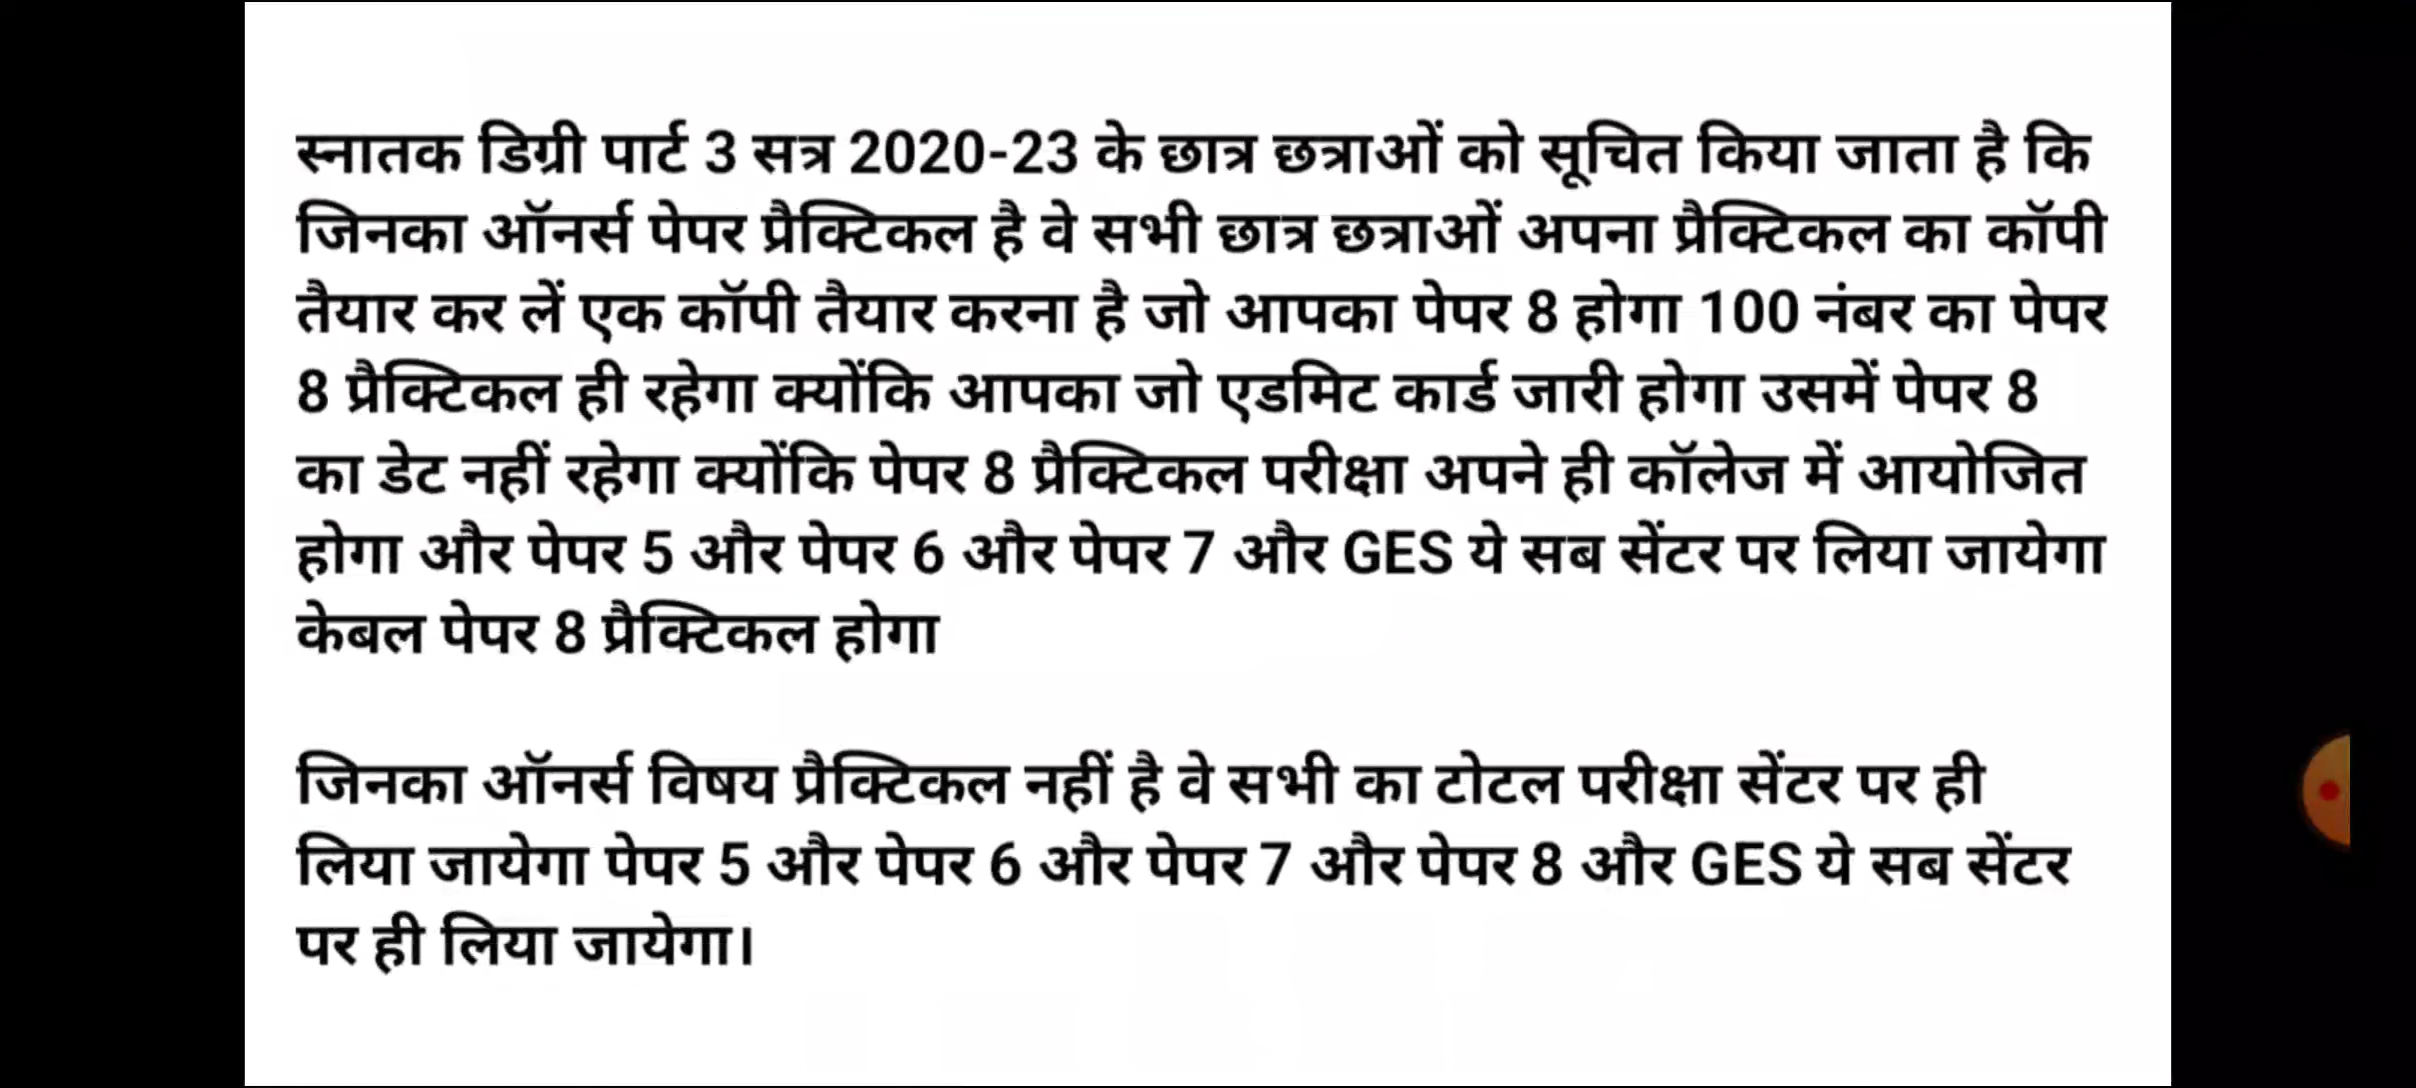 स्नातक डिग्री पार्ट 3 सत्र 2020-23 के छात्र छत्राओं को सूचित किया जाता है कि
जिनका ऑनर्स पेपर प्रैक्टिकल है वे सभी छात्र छत्राओं अपना प्रैक्टिकल का कॉपी
तैयार कर लें एक कॉपी तैयार करना है जो आपका पेपर 8 होगा 100 नंबर का पेपर
8 प्रैक्टिकल ही रहेगा क्योंकि आपका जो एडमिट कार्ड जारी होगा उसमें पेपर 8
का डेट नहीं रहेगा क्योंकि पेपर 8 प्रैक्टिकल परीक्षा अपने ही कॉलेज में आयोजित
होगा और पेपर 5 और पेपर 6 और पेपर 7 और GES ये सब सेंटर पर लिया जायेगा
केबल पेपर 8 प्रैक्टिकल होगा
जिनका ऑनर्स विषय प्रैक्टिकल नहीं है वे सभी का टोटल परीक्षा सेंटर पर ही
लिया जायेगा पेपर 5 और पेपर 6 और पेपर 7 और पेपर 8 और GES ये सब सेंटर
पर ही लिया जायेगा।